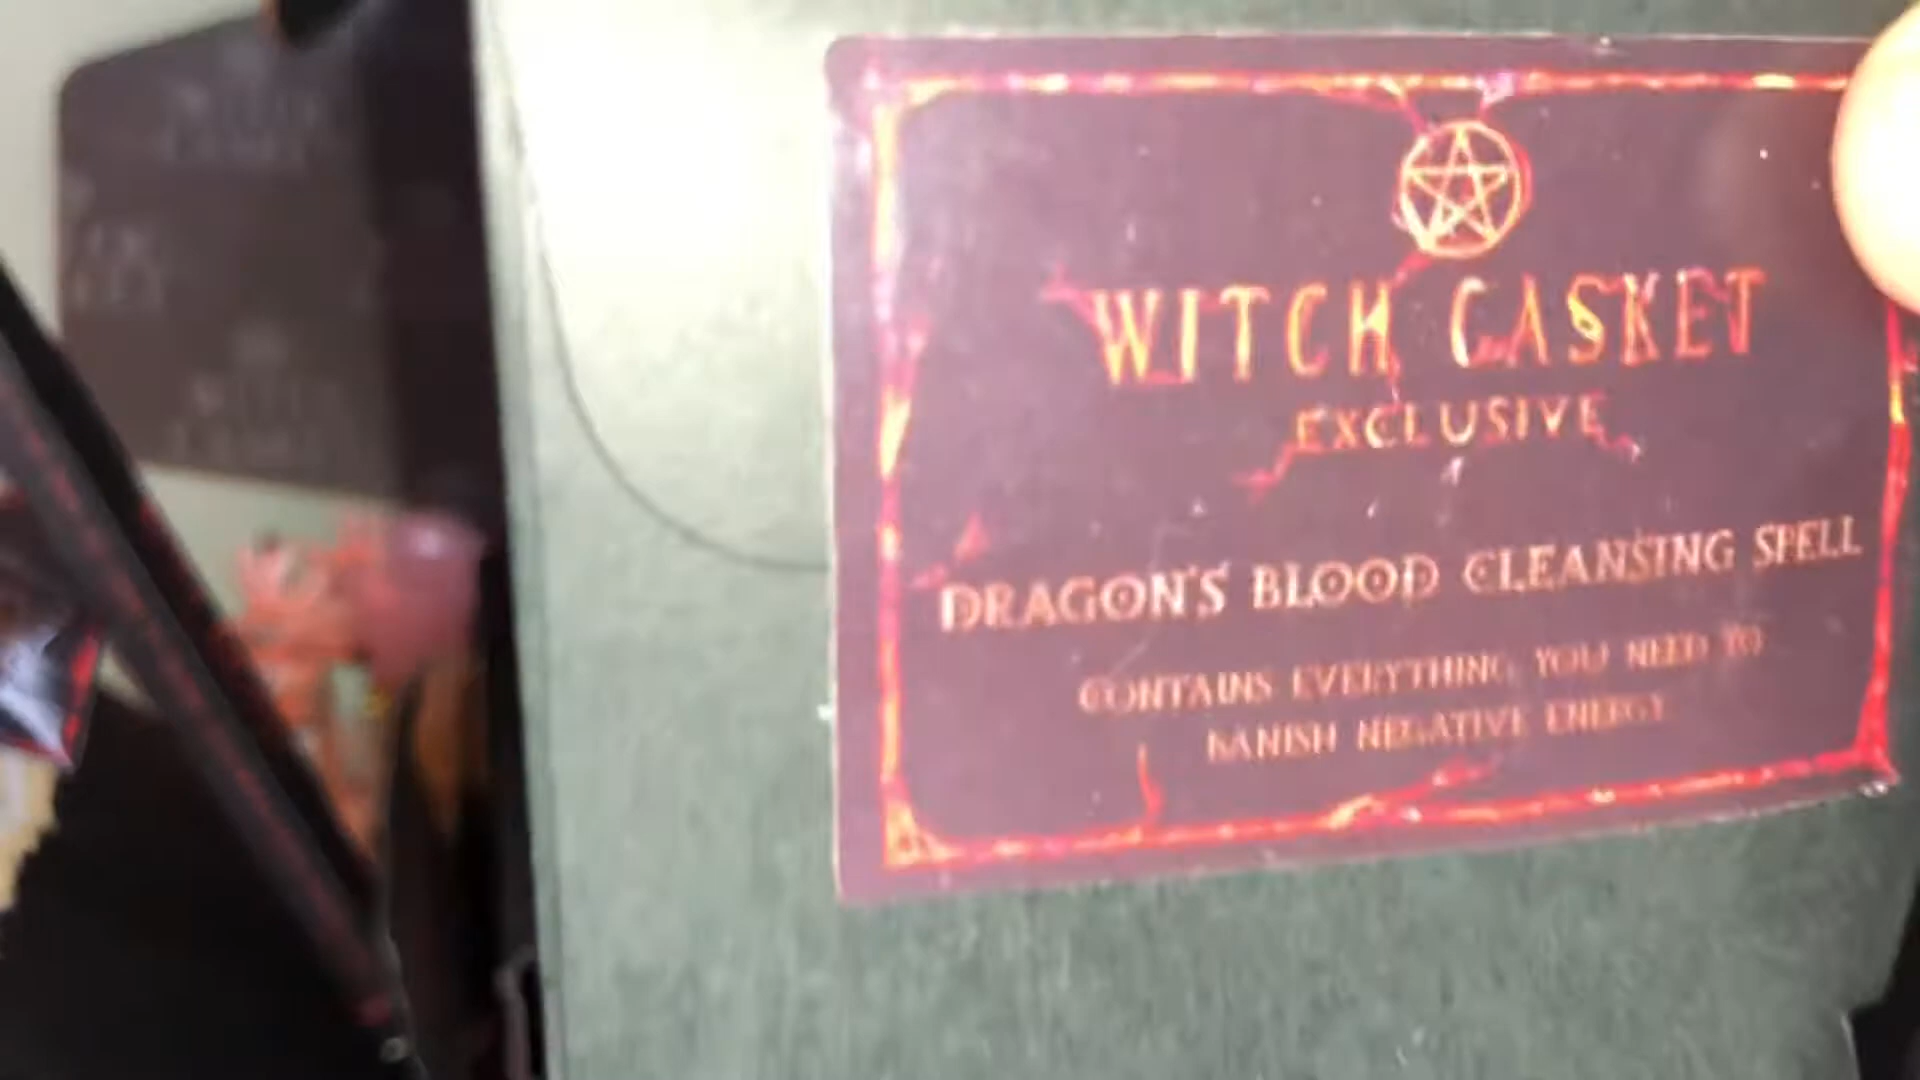 WITCH CASKET
EXCLUSIVE
DRAGON'S BLOOD CLEANSING SPELL
CONTAINS EVERYTHING YOU NEED TO
BANISH NEGATIVE ENERGY